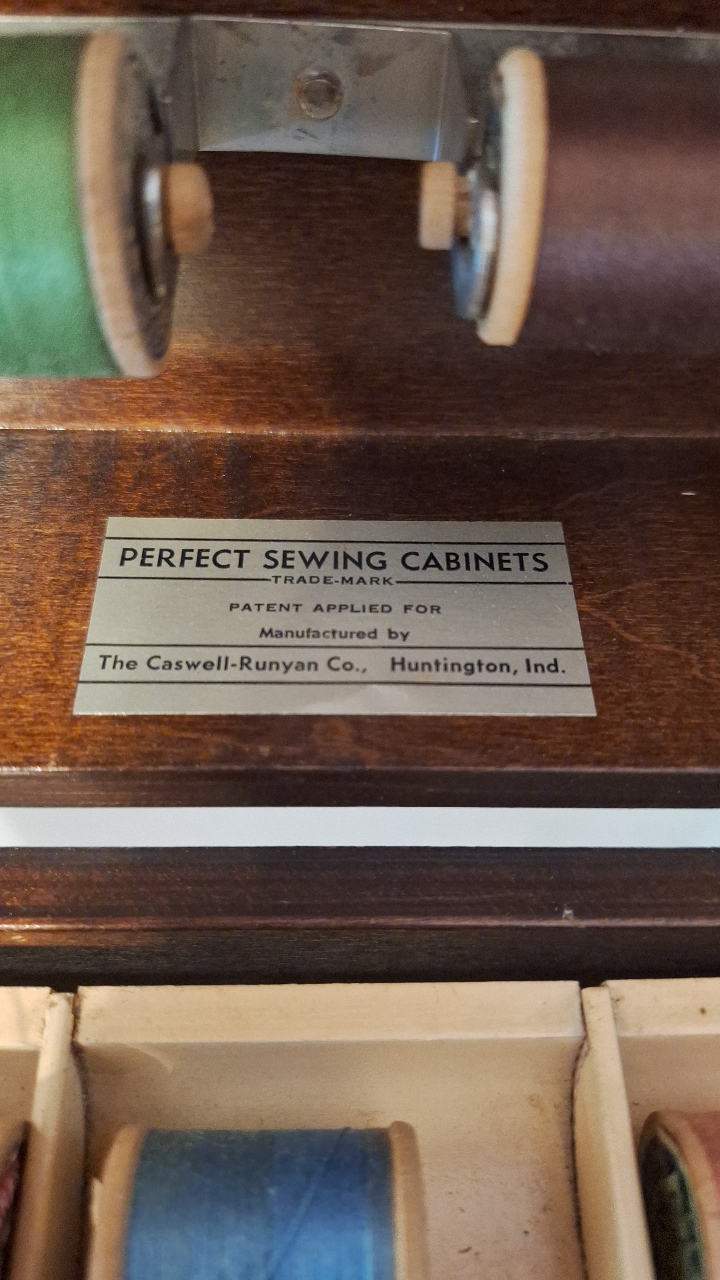 PERFECT SEWING CABINETS
TRADE-MARK
PATENT APPLIED FOR
Manufactured by
The Caswell-Runyan Co., Huntington, Ind.